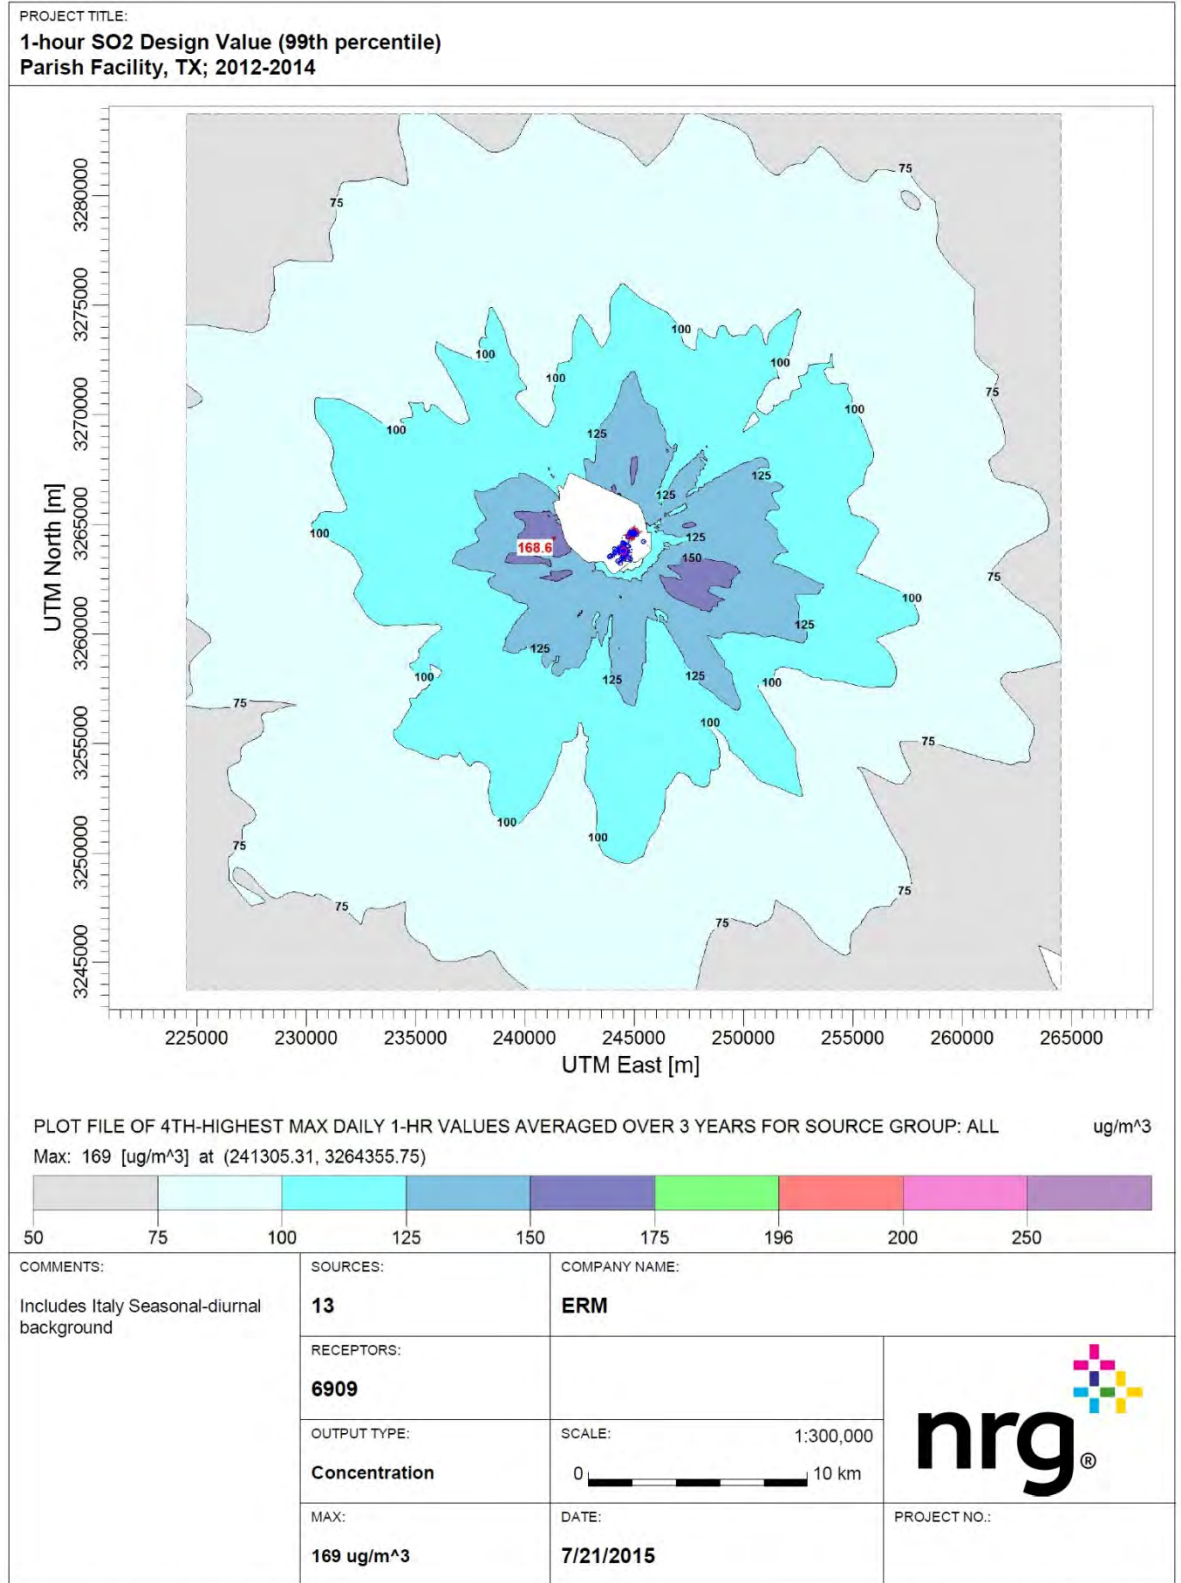 PROJECT TITLE:
1-hour SO2 Design Value (99th percentile)
Parish Facility, TX; 2012-2014
75
75
100
100
100
100
100
75
100
100
125
125
125
100
125
150
168.6
75
100
125
125
125
125
100
100
100
75
75
100
100
75
75
75
75
UTM North [m]
3280000
3275000
3270000
3265000
3260000
3255000
3250000
3245000
225000 230000 235000 240000 245000 250000 255000 260000 265000
UTM East [m]
PLOT FILE OF 4TH-HIGHEST MAX DAILY 1-HR VALUES AVERAGED OVER 3 YEARS FOR SOURCE GROUP: ALL ug/m^3
Max: 169 [ug/m^3] at (241305.31, 3264355.75)
50 75 100 125 150 175 196 200 250
COMMENTS:
Includes Italy Seasonal-diurnal
background
SOURCES:
13
COMPANY NAME:
ERM
RECEPTORS:
6909
OUTPUT TYPE:
Concentration
SCALE: 1:300,000
0 10 km
MAX:
169 ug/m^3
DATE:
7/21/2015
nrg®
PROJECT NO.: